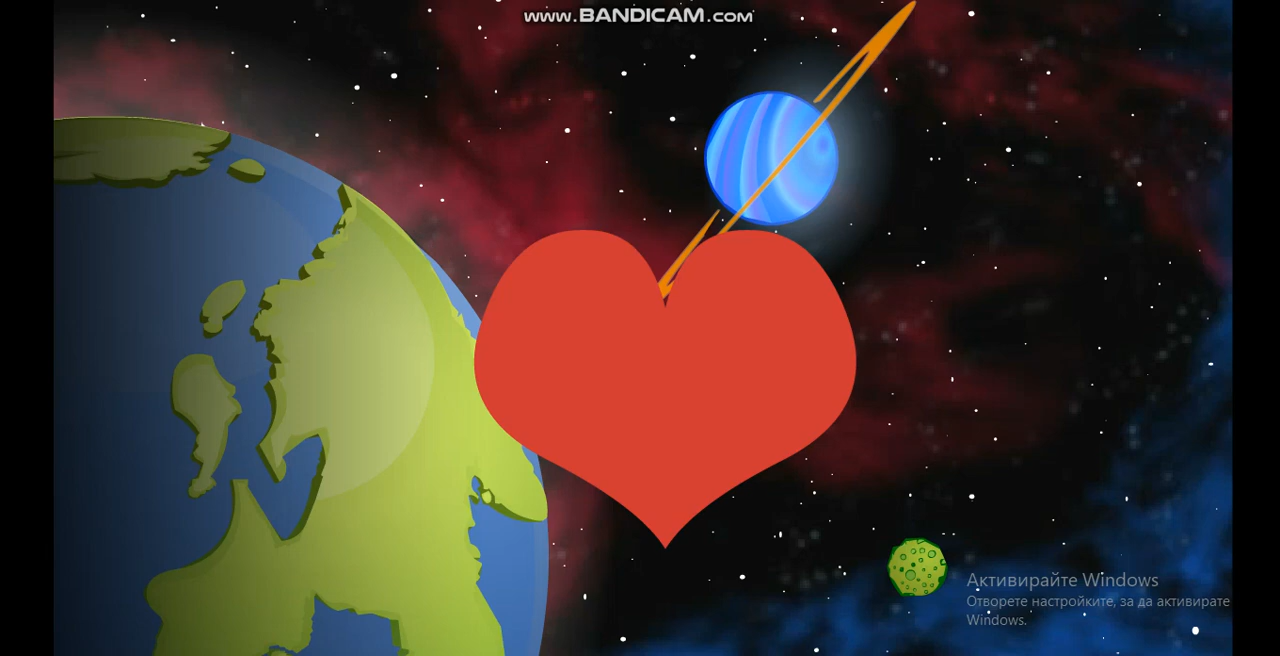 www.BANDICAM.com
Активирайте Windows
Отворете настройките, за да активирате
Windows.